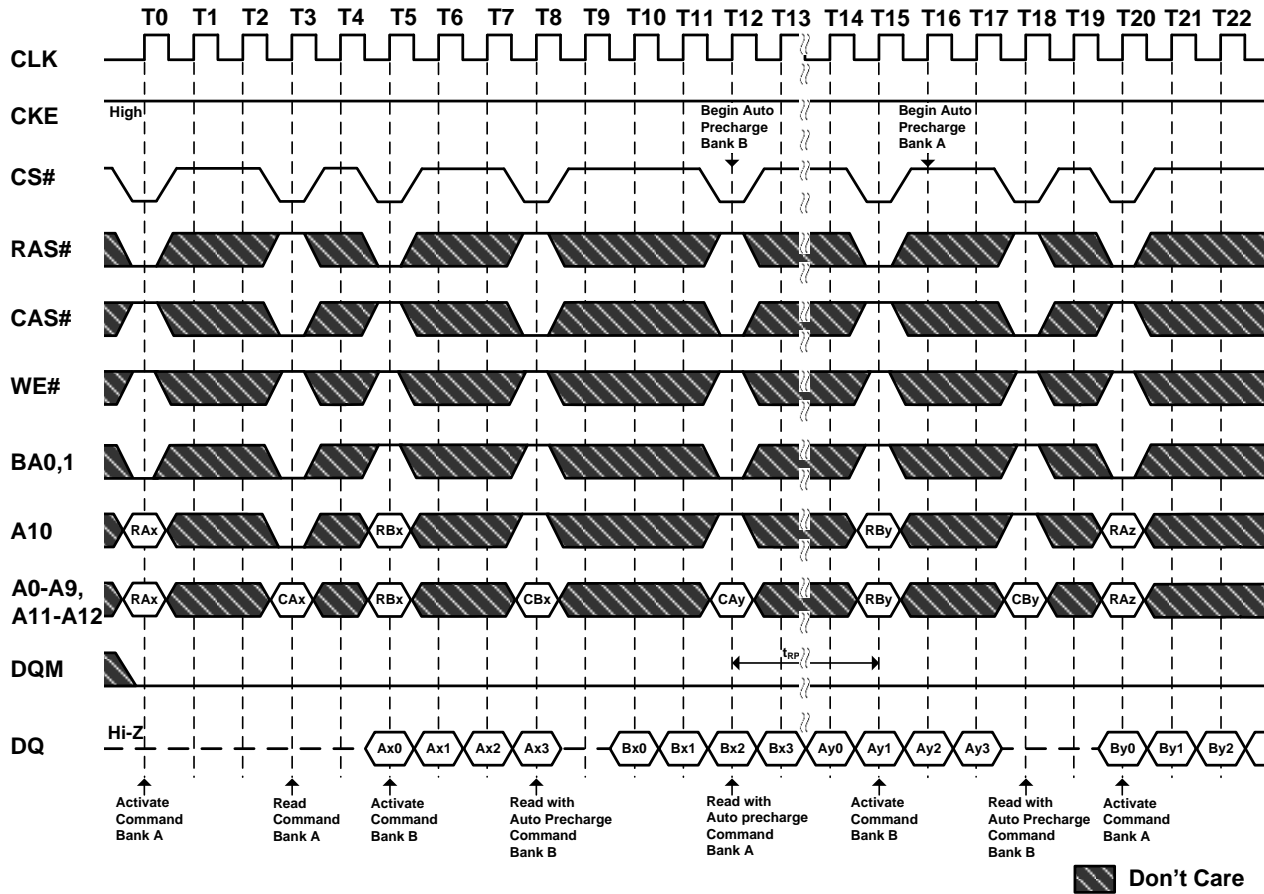 T0 T1 T2 T3 T4 T5 T6 T7 T8 T9 T10 T11 T12 T13 T14 T15 T16 T17 T18 T19 T20 T21 T22
CLK
CKE
High
Begin Auto
Precharge
Bank B
Begin Auto
Precharge
Bank A
CS#
RAS#
CAS#
WE#
BA0,1
A10
RAx RBx RBy RAz
A0-A9,
A11-A12
RAx CAx RBx CBx CAy RBy CBy RAz
DQM
tRP
DQ
Hi-Z
Ax0 Ax1 Ax2 Ax3 Bx0 Bx1 Bx2 Bx3 Ay0 Ay1 Ay2 Ay3 By0 By1 By2
Activate
Command
Bank A
Read
Command
Bank A
Activate
Command
Bank B
Read with
Auto Precharge
Command
Bank B
Read with
Auto precharge
Command
Bank A
Activate
Command
Bank B
Read with
Auto Precharge
Command
Bank B
Activate
Command
Bank A
Don't Care